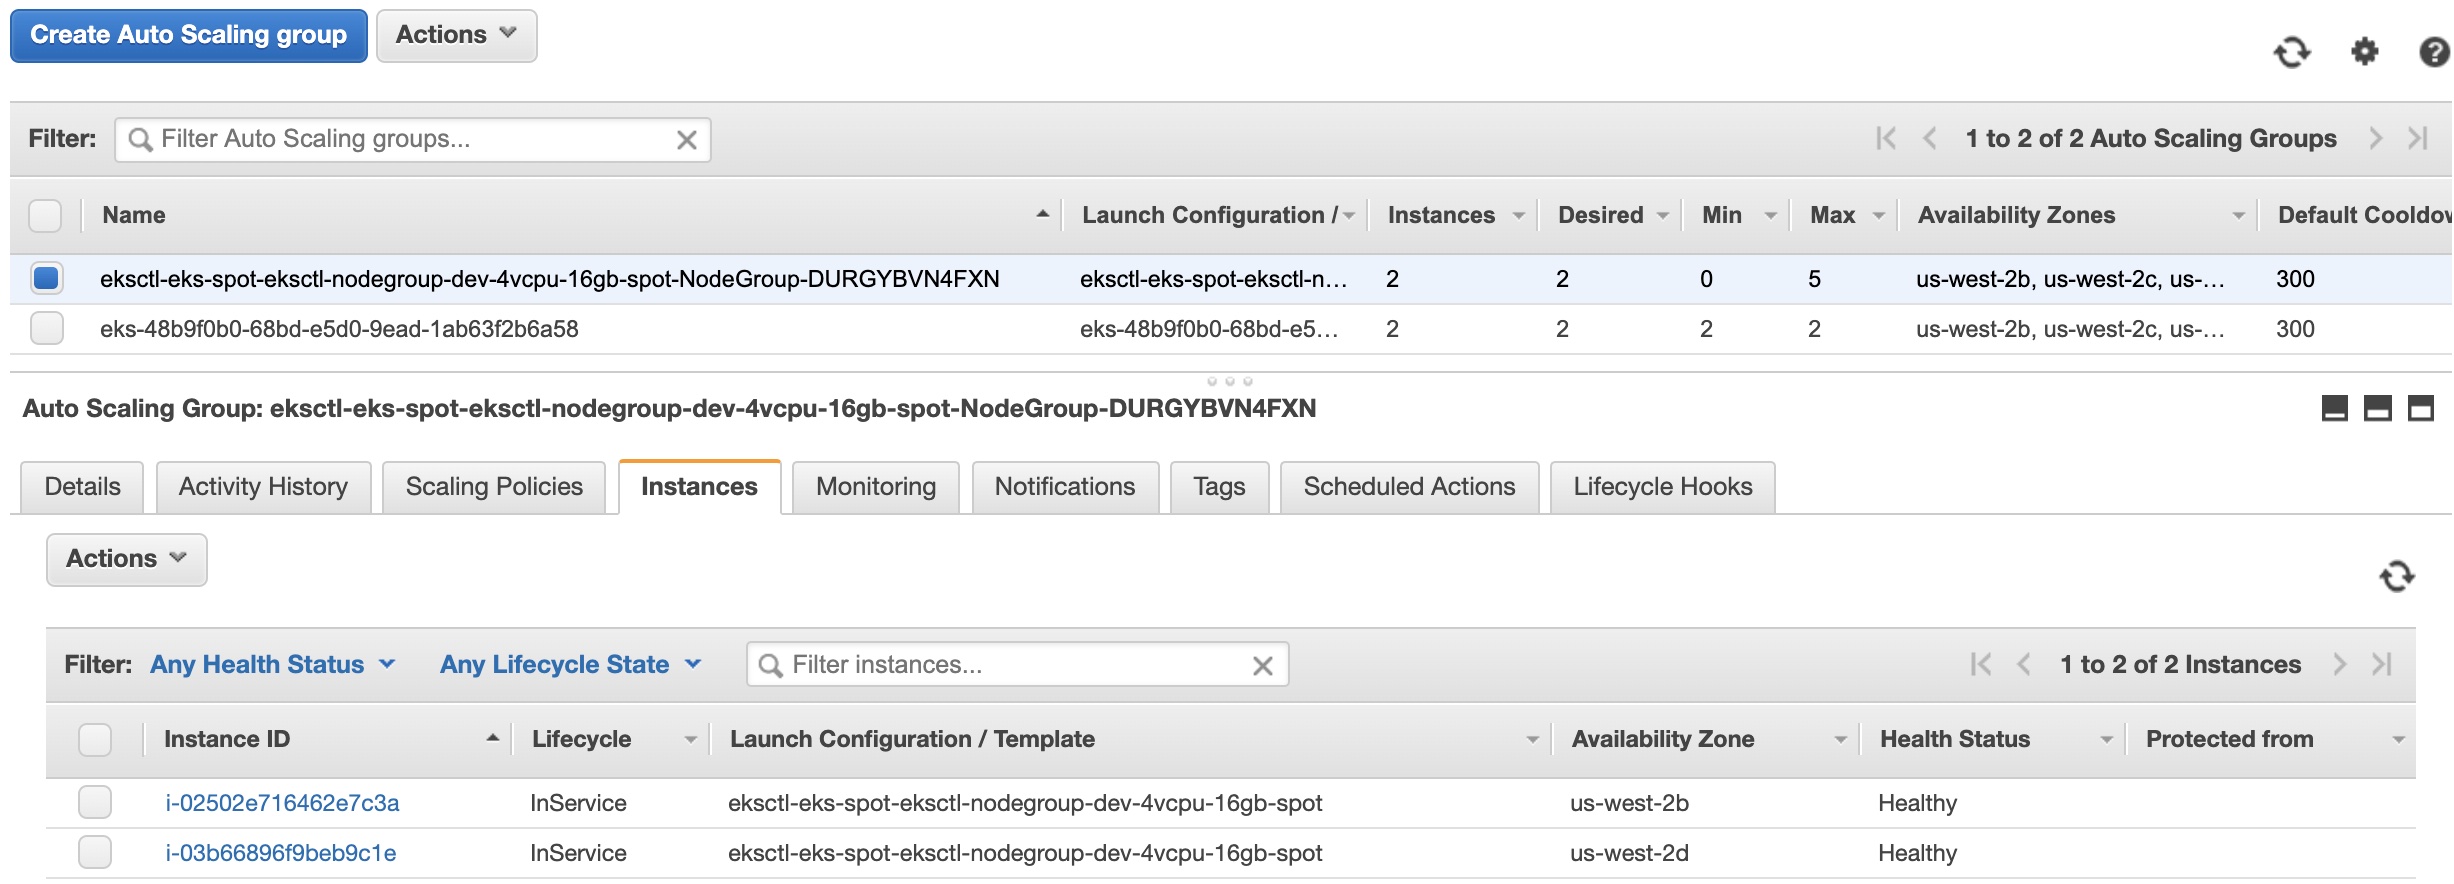 Create Auto Scaling group Actions
Filter: Filter Auto Scaling groups... 1 to 2 of 2 Auto Scaling Groups
Name Launch Configuration / Instances Desired Min Max Availability Zones Default Cooldov
eksctl-eks-spot-eksctl-nodegroup-dev-4vcpu-16gb-spot-NodeGroup-DURGYBVN4FXN eksctl-eks-spot-eksctl-n... 2 2 0 5 us-west-2b, us-west-2c, us-... 300
eks-48b9f0b0-68bd-e5d0-9ead-1ab63f2b6a58 eks-48b9f0b0-68bd-e5... 2 2 2 2 us-west-2b, us-west-2c, us-... 300
Auto Scaling Group: eksctl-eks-spot-eksctl-nodegroup-dev-4vcpu-16gb-spot-NodeGroup-DURGYBVN4FXN
Details Activity History Scaling Policies Instances Monitoring Notifications Tags Scheduled Actions Lifecycle Hooks
Actions
Filter: Any Health Status Any Lifecycle State Filter instances... 1 to 2 of 2 Instances
Instance ID Lifecycle Launch Configuration / Template Availability Zone Health Status Protected from
i-02502e716462e7c3a InService eksctl-eks-spot-eksctl-nodegroup-dev-4vcpu-16gb-spot us-west-2b Healthy
i-03b66896f9beb9c1e InService eksctl-eks-spot-eksctl-nodegroup-dev-4vcpu-16gb-spot us-west-2d Healthy